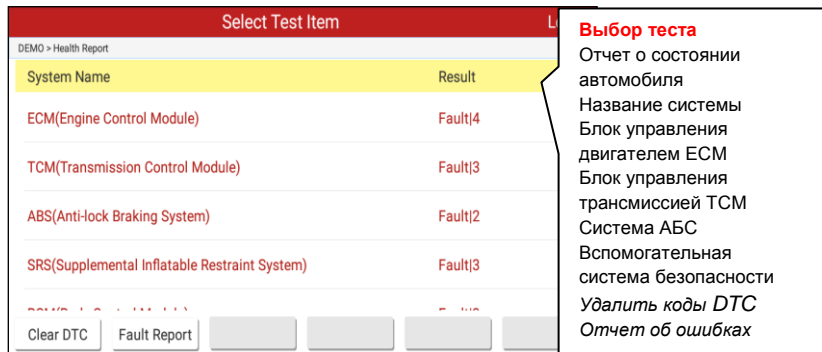 Select Test Item
DEMO > Health Report
System Name Result
ECM(Engine Control Module) Fault|4
TCM(Transmission Control Module) Fault|3
ABS(Anti-lock Braking System) Fault|2
SRS(Supplemental Inflatable Restraint System) Fault|3
Clear DTC Fault Report
Выбор теста
Отчет о состоянии
автомобиля
Название системы
Блок управления
двигателем ECM
Блок управления
трансмиссией TCM
Система АБС
Вспомогательная
система безопасности
Удалить коды DTC
Отчет об ошибках